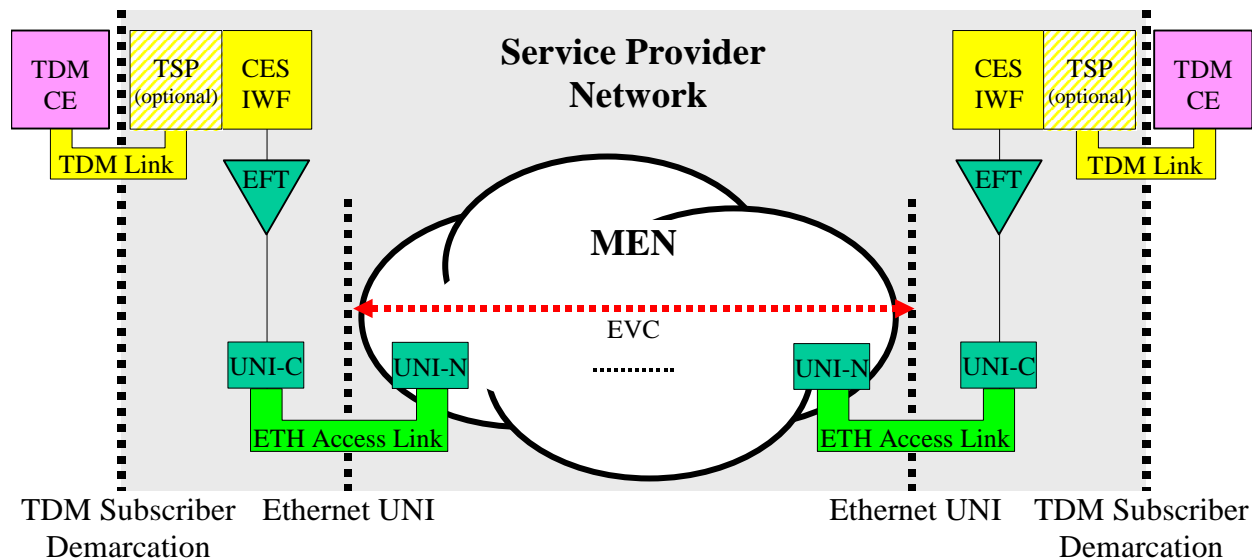 Service Provider
Network
TDM
CE
TSP
(optional)
CES
IWF
CES
IWF
TSP
(optional)
TDM
CE
TDM Link
EFT
EFT
TDM Link
MEN
EVC
UNI-C
UNI-N
UNI-N
UNI-C
ETH Access Link
ETH Access Link
TDM Subscriber
Demarcation
Ethernet UNI
Ethernet UNI
TDM Subscriber
Demarcation